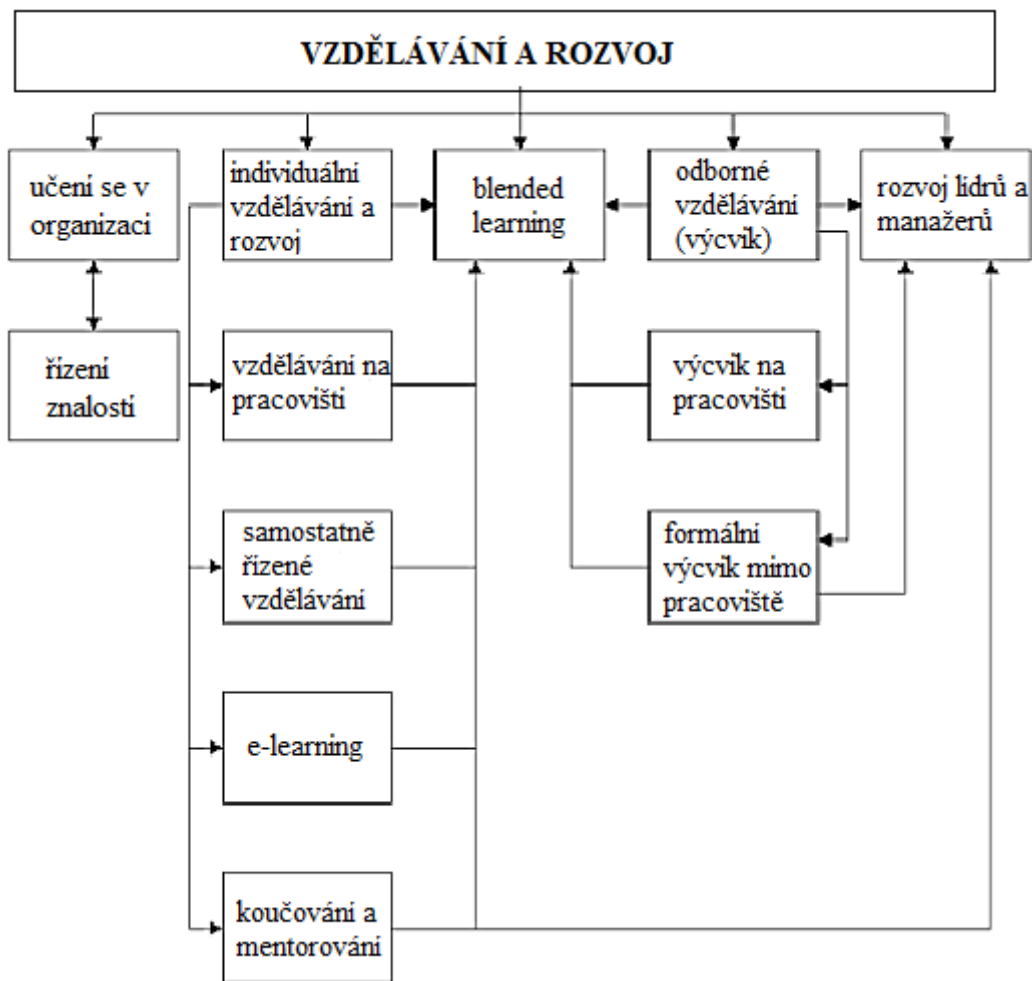 VZDĚLÁVÁNÍ A ROZVOJ
učení se v
organizaci
individuální
vzdělávání a
rozvoj
blended
learning
odborné
vzdělávání
(výcvik)
rozvoj lídrů a
manažerů
řízení
znalostí
vzdělávání na
pracovišti
výcvik na
pracovišti
samostatně
řízené
vzdělávání
formální
výcvik mimo
pracoviště
e-learning
koučování a
mentorování